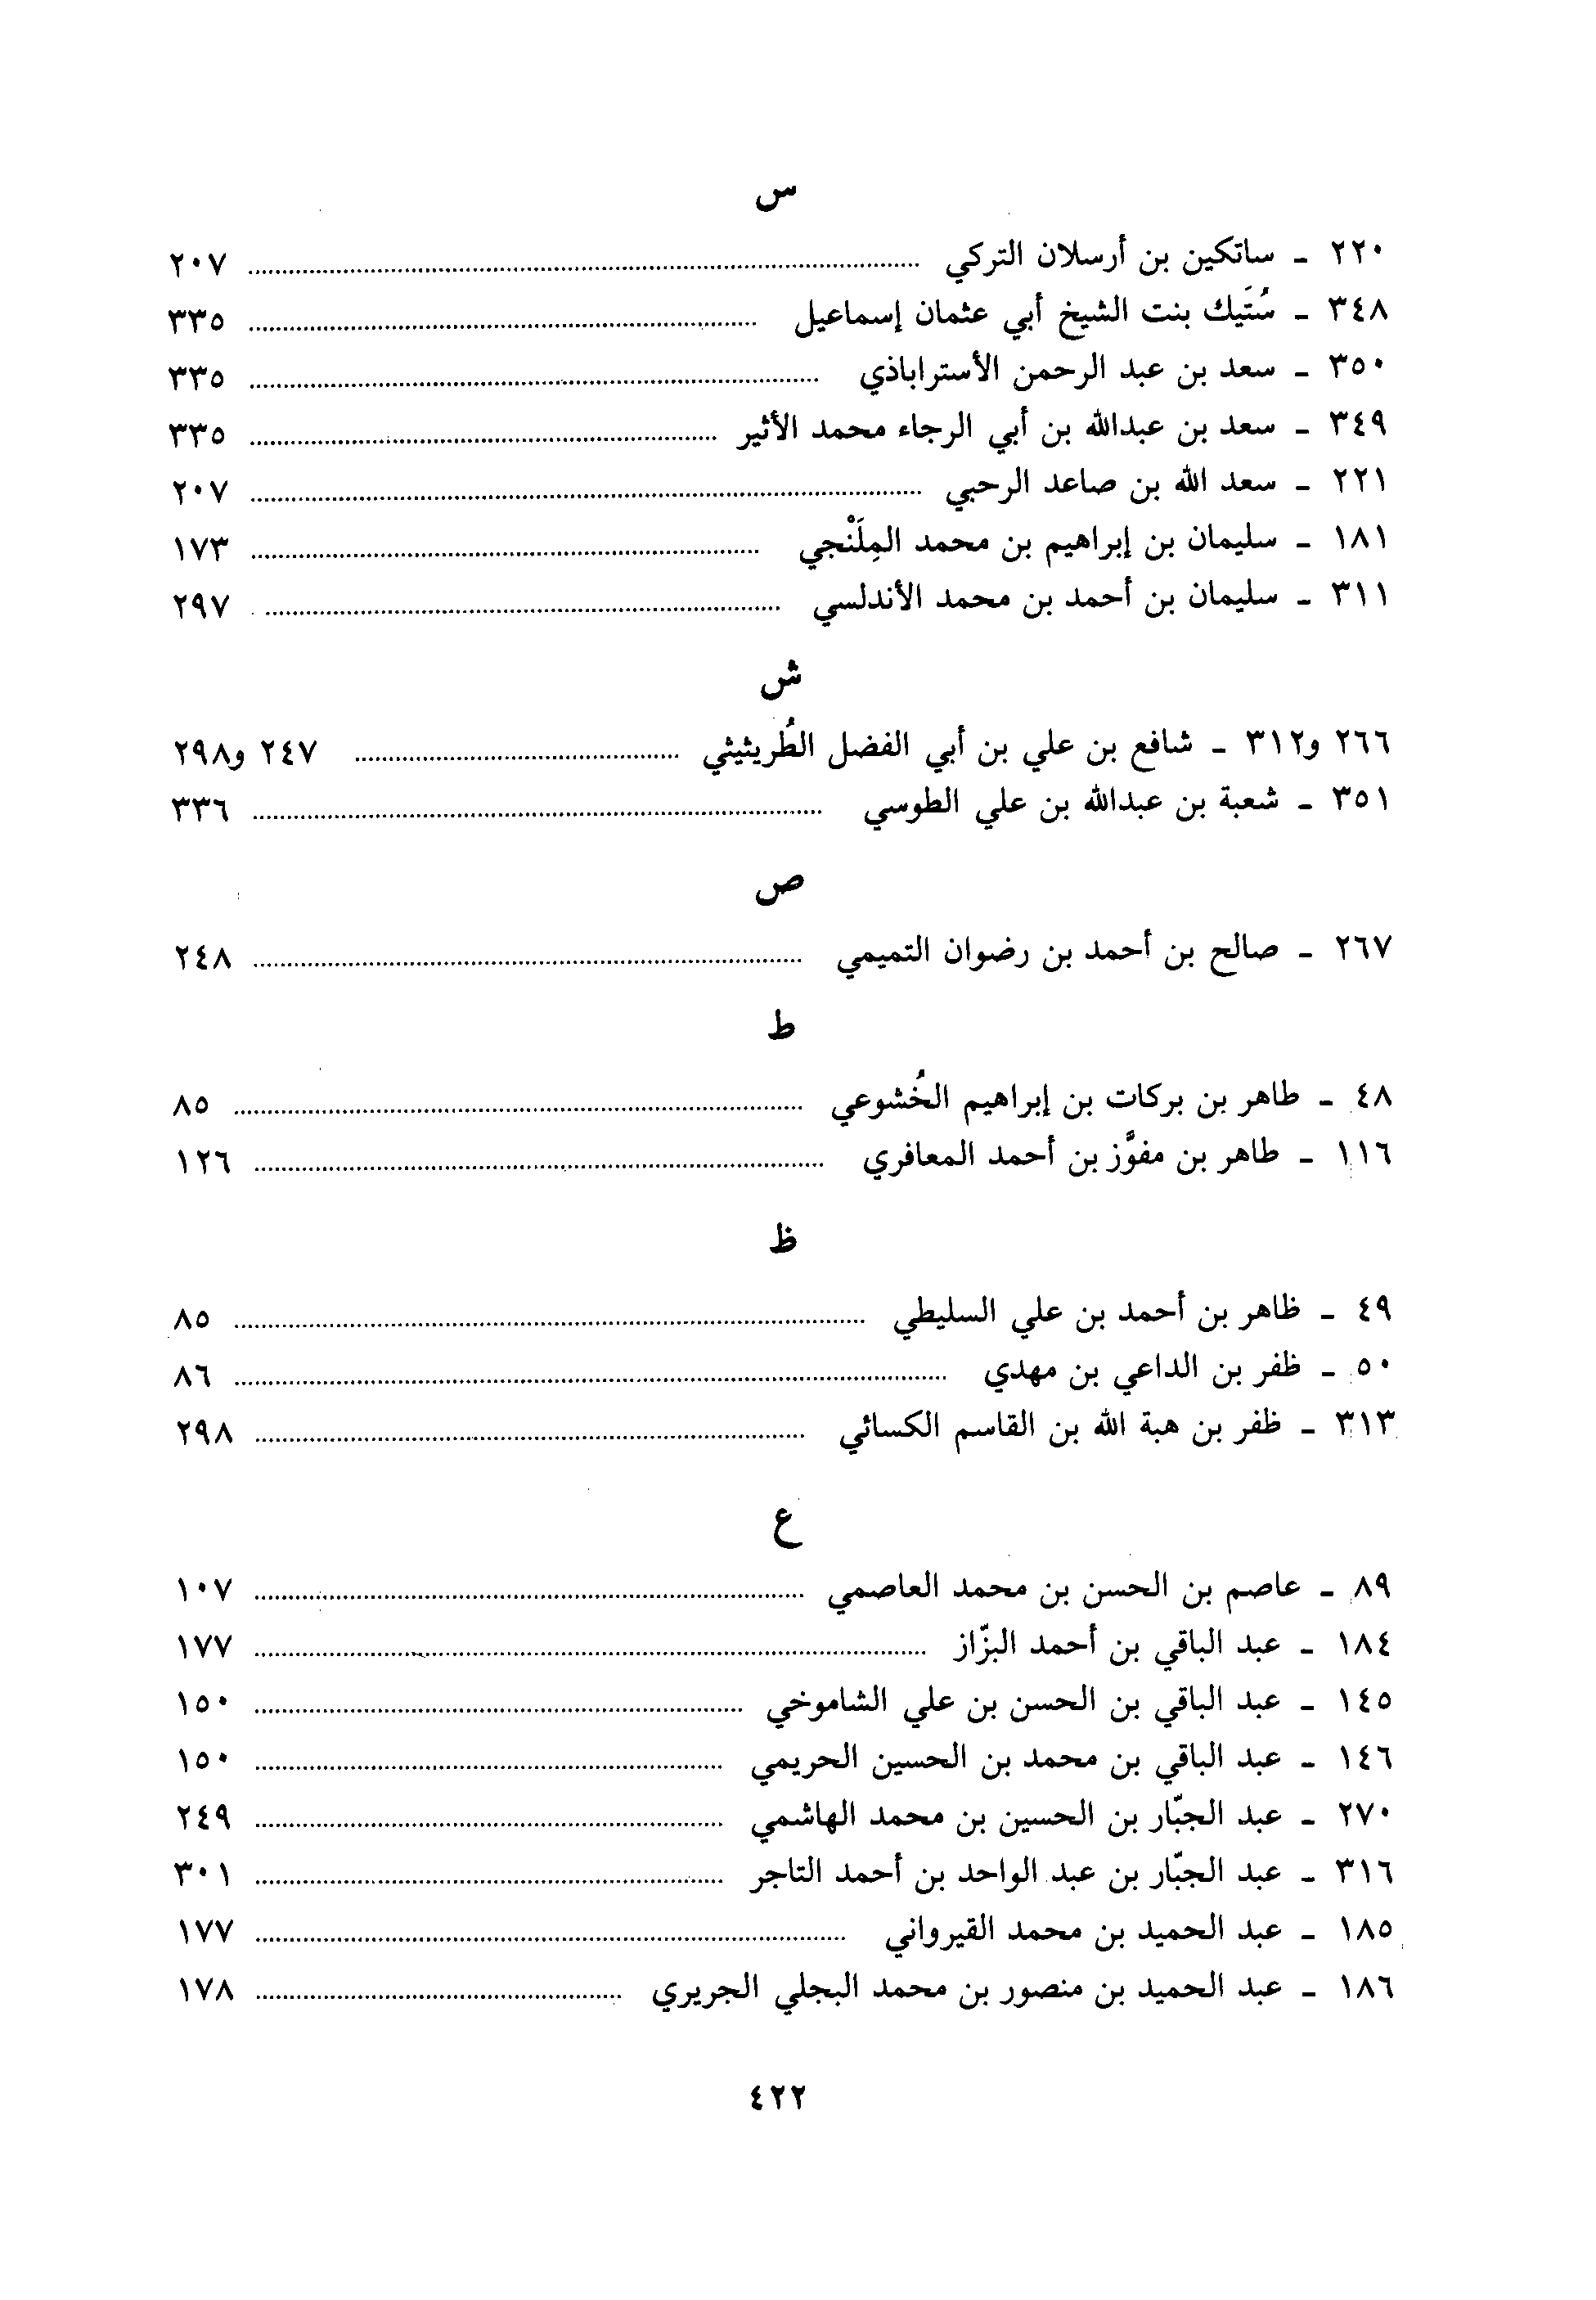 س
٢٢٠ ـ ساتكين بن أرسلان التركي ........ ٢٠٧
٣٤٨ ـ سُتَيك بنت الشيخ أبي عثمان إسماعيل ........ ٣٣٥
٣٥٠ ـ سعد بن عبد الرحمن الأستراباذي ........ ٣٣٥
٣٤٩ ـ سعد بن عبدالله بن أبي الرجاء محمد الأثير ........ ٣٣٥
٢٢١ ـ سعد الله بن صاعد الرحبي ........ ٢٠٧
١٨١ ـ سليمان بن إبراهيم بن محمد المِلَنْجي ........ ١٧٣
٣١١ ـ سليمان بن أحمد بن محمد الأندلسي ........ ٢٩٧
ش
٢٦٦ و٣١٢ ـ شافع بن علي بن أبي الفضل الطُريثيثي ........ ٢٤٧ و٢٩٨
٣٥١ ـ شعبة بن عبدالله بن علي الطوسي ........ ٣٣٦
ص
٢٦٧ ـ صالح بن أحمد بن رضوان التميمي ........ ٢٤٨
ط
٤٨ ـ طاهر بن بركات بن إبراهيم الخُشوعي ........ ٨٥
١١٦ ـ طاهر بن مفوَّز بن أحمد المعافري ........ ١٢٦
ظ
٤٩ ـ ظاهر بن أحمد بن علي السليطي ........ ٨٥
٥٠ ـ ظفر بن الداعي بن مهدي ........ ٨٦
٣١٣ ـ ظفر بن هبة الله بن القاسم الكسائي ........ ٢٩٨
ع
٨٩ ـ عاصم بن الحسن بن محمد العاصمي ........ ١٠٧
١٨٤ ـ عبد الباقي بن أحمد البزّاز ........ ١٧٧
١٤٥ ـ عبد الباقي بن الحسن بن علي الشاموخي ........ ١٥٠
١٤٦ ـ عبد الباقي بن محمد بن الحسين الحريمي ........ ١٥٠
٢٧٠ ـ عبد الجبّار بن الحسين بن محمد الهاشمي ........ ٢٤٩
٣١٦ ـ عبد الجبّار بن عبد الواحد بن أحمد التاجر ........ ٣٠١
١٨٥ ـ عبد الحميد بن محمد القيرواني ........ ١٧٧
١٨٦ ـ عبد الحميد بن منصور بن محمد البجلي الجريري ........ ١٧٨
٤٢٢